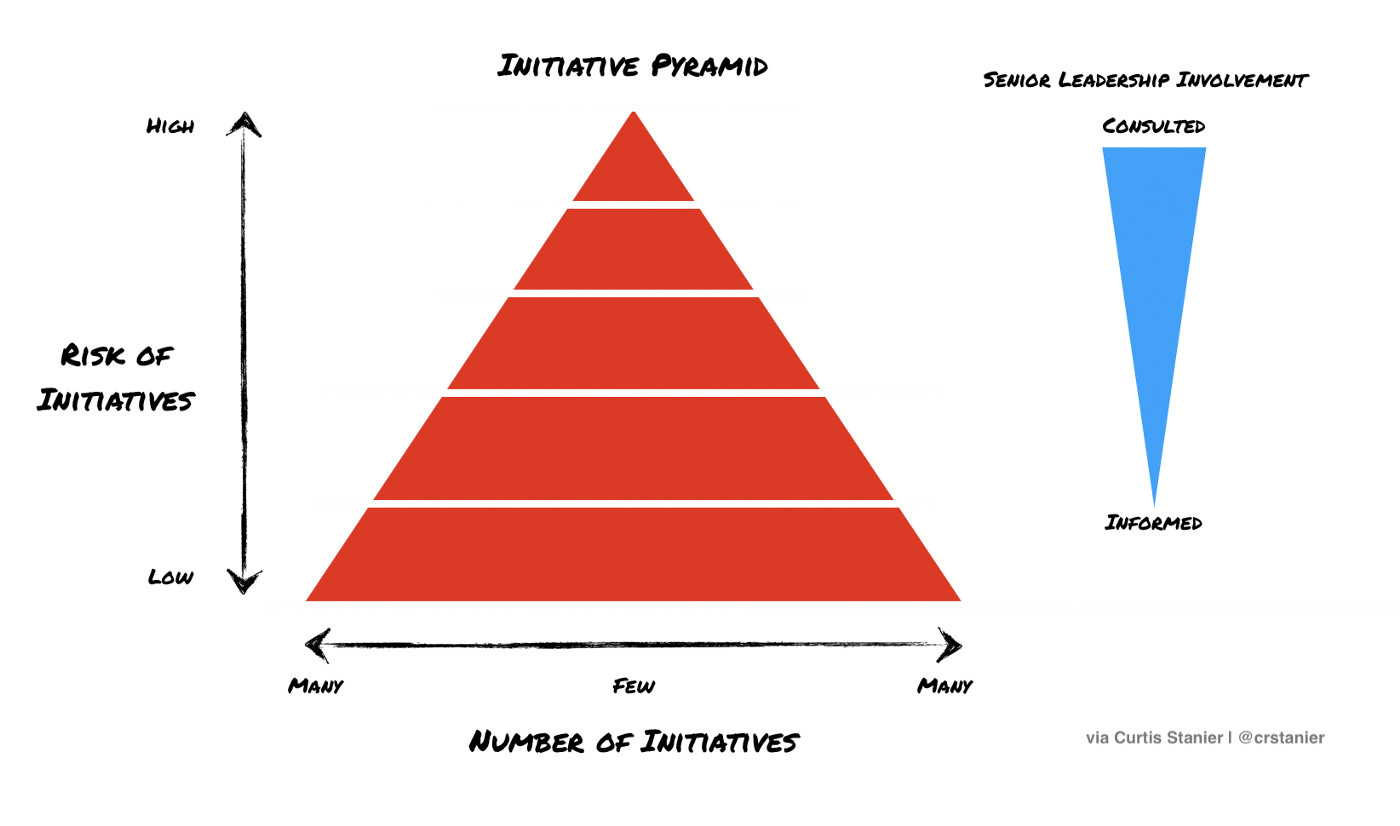 Initiative Pyramid
Senior Leadership Involvement
High
Consulted
Risk of
Initiatives
Informed
Low
Many
Few
Many
Number of Initiatives
via Curtis Stanier | @crstanier